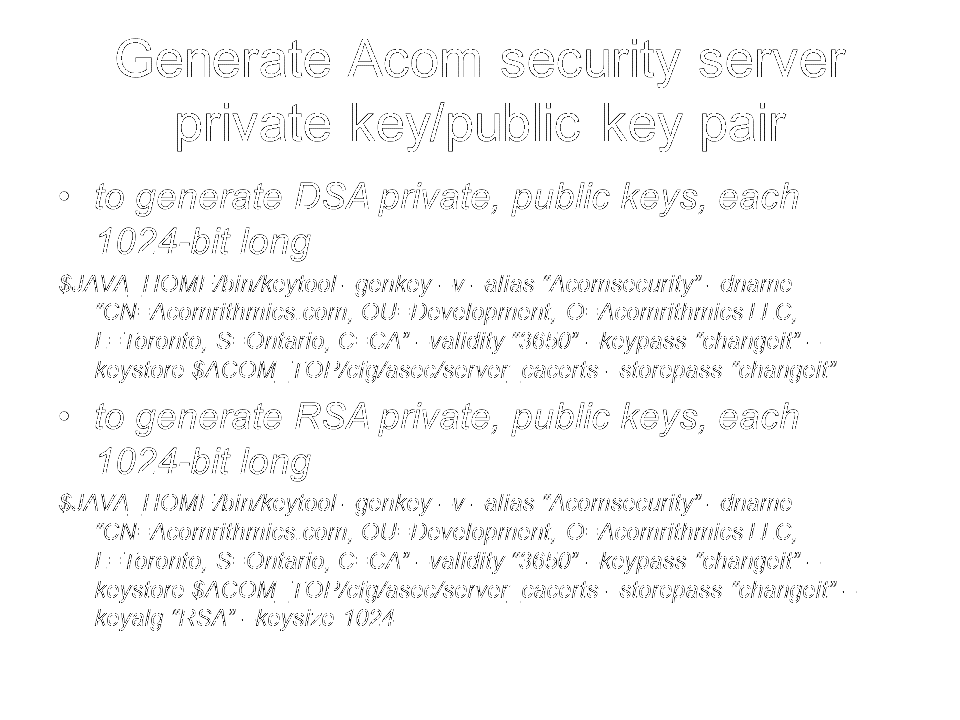 Generate Acom security server
private key/public key pair
• to generate DSA private, public keys, each
1024-bit long
$JAVA_HOME/bin/keytool -genkey -v -alias “Acomsecurity” -dname
“CN=Acomrithmics.com, OU=Development, O=Acomrithmics LLC,
L=Toronto, S=Ontario, C=CA” -validity “3650” -keypass “changeit” –
keystore $ACOM_TOP/cfg/asec/server_cacerts -storepass “changeit”
• to generate RSA private, public keys, each
1024-bit long
$JAVA_HOME/bin/keytool -genkey -v -alias “Acomsecurity” -dname
“CN=Acomrithmics.com, OU=Development, O=Acomrithmics LLC,
L=Toronto, S=Ontario, C=CA” -validity “3650” -keypass “changeit” –
keystore $ACOM_TOP/cfg/asec/server_cacerts -storepass “changeit” –
keyalg “RSA” -keysize 1024